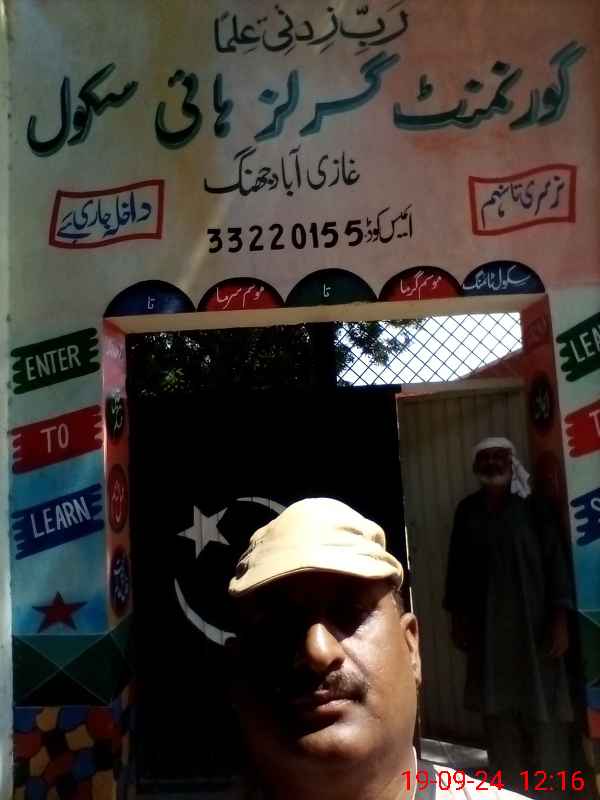 رَبِّ زِدْنِیْ عِلْمًا
گورنمنٹ گرلز ہائی سکول
غازی آباد جھنگ
نرسری تا نہم
داخلہ جاری ہے
ایمس کوڈ: 33220155
سکول ٹائمنگ
موسم گرما
تا
موسم سرما
تا
ENTER
TO
LEARN
19-09-24 12:16